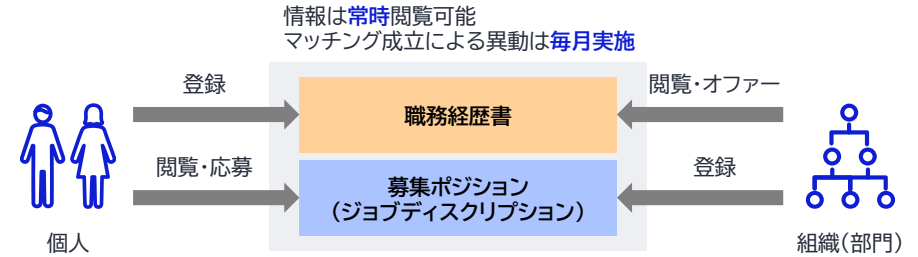 情報は常時閲覧可能
マッチング成立による異動は毎月実施
登録
職務経歴書
閲覧・オファー
閲覧・応募
募集ポジション
（ジョブディスクリプション）
登録
個人
組織（部門）